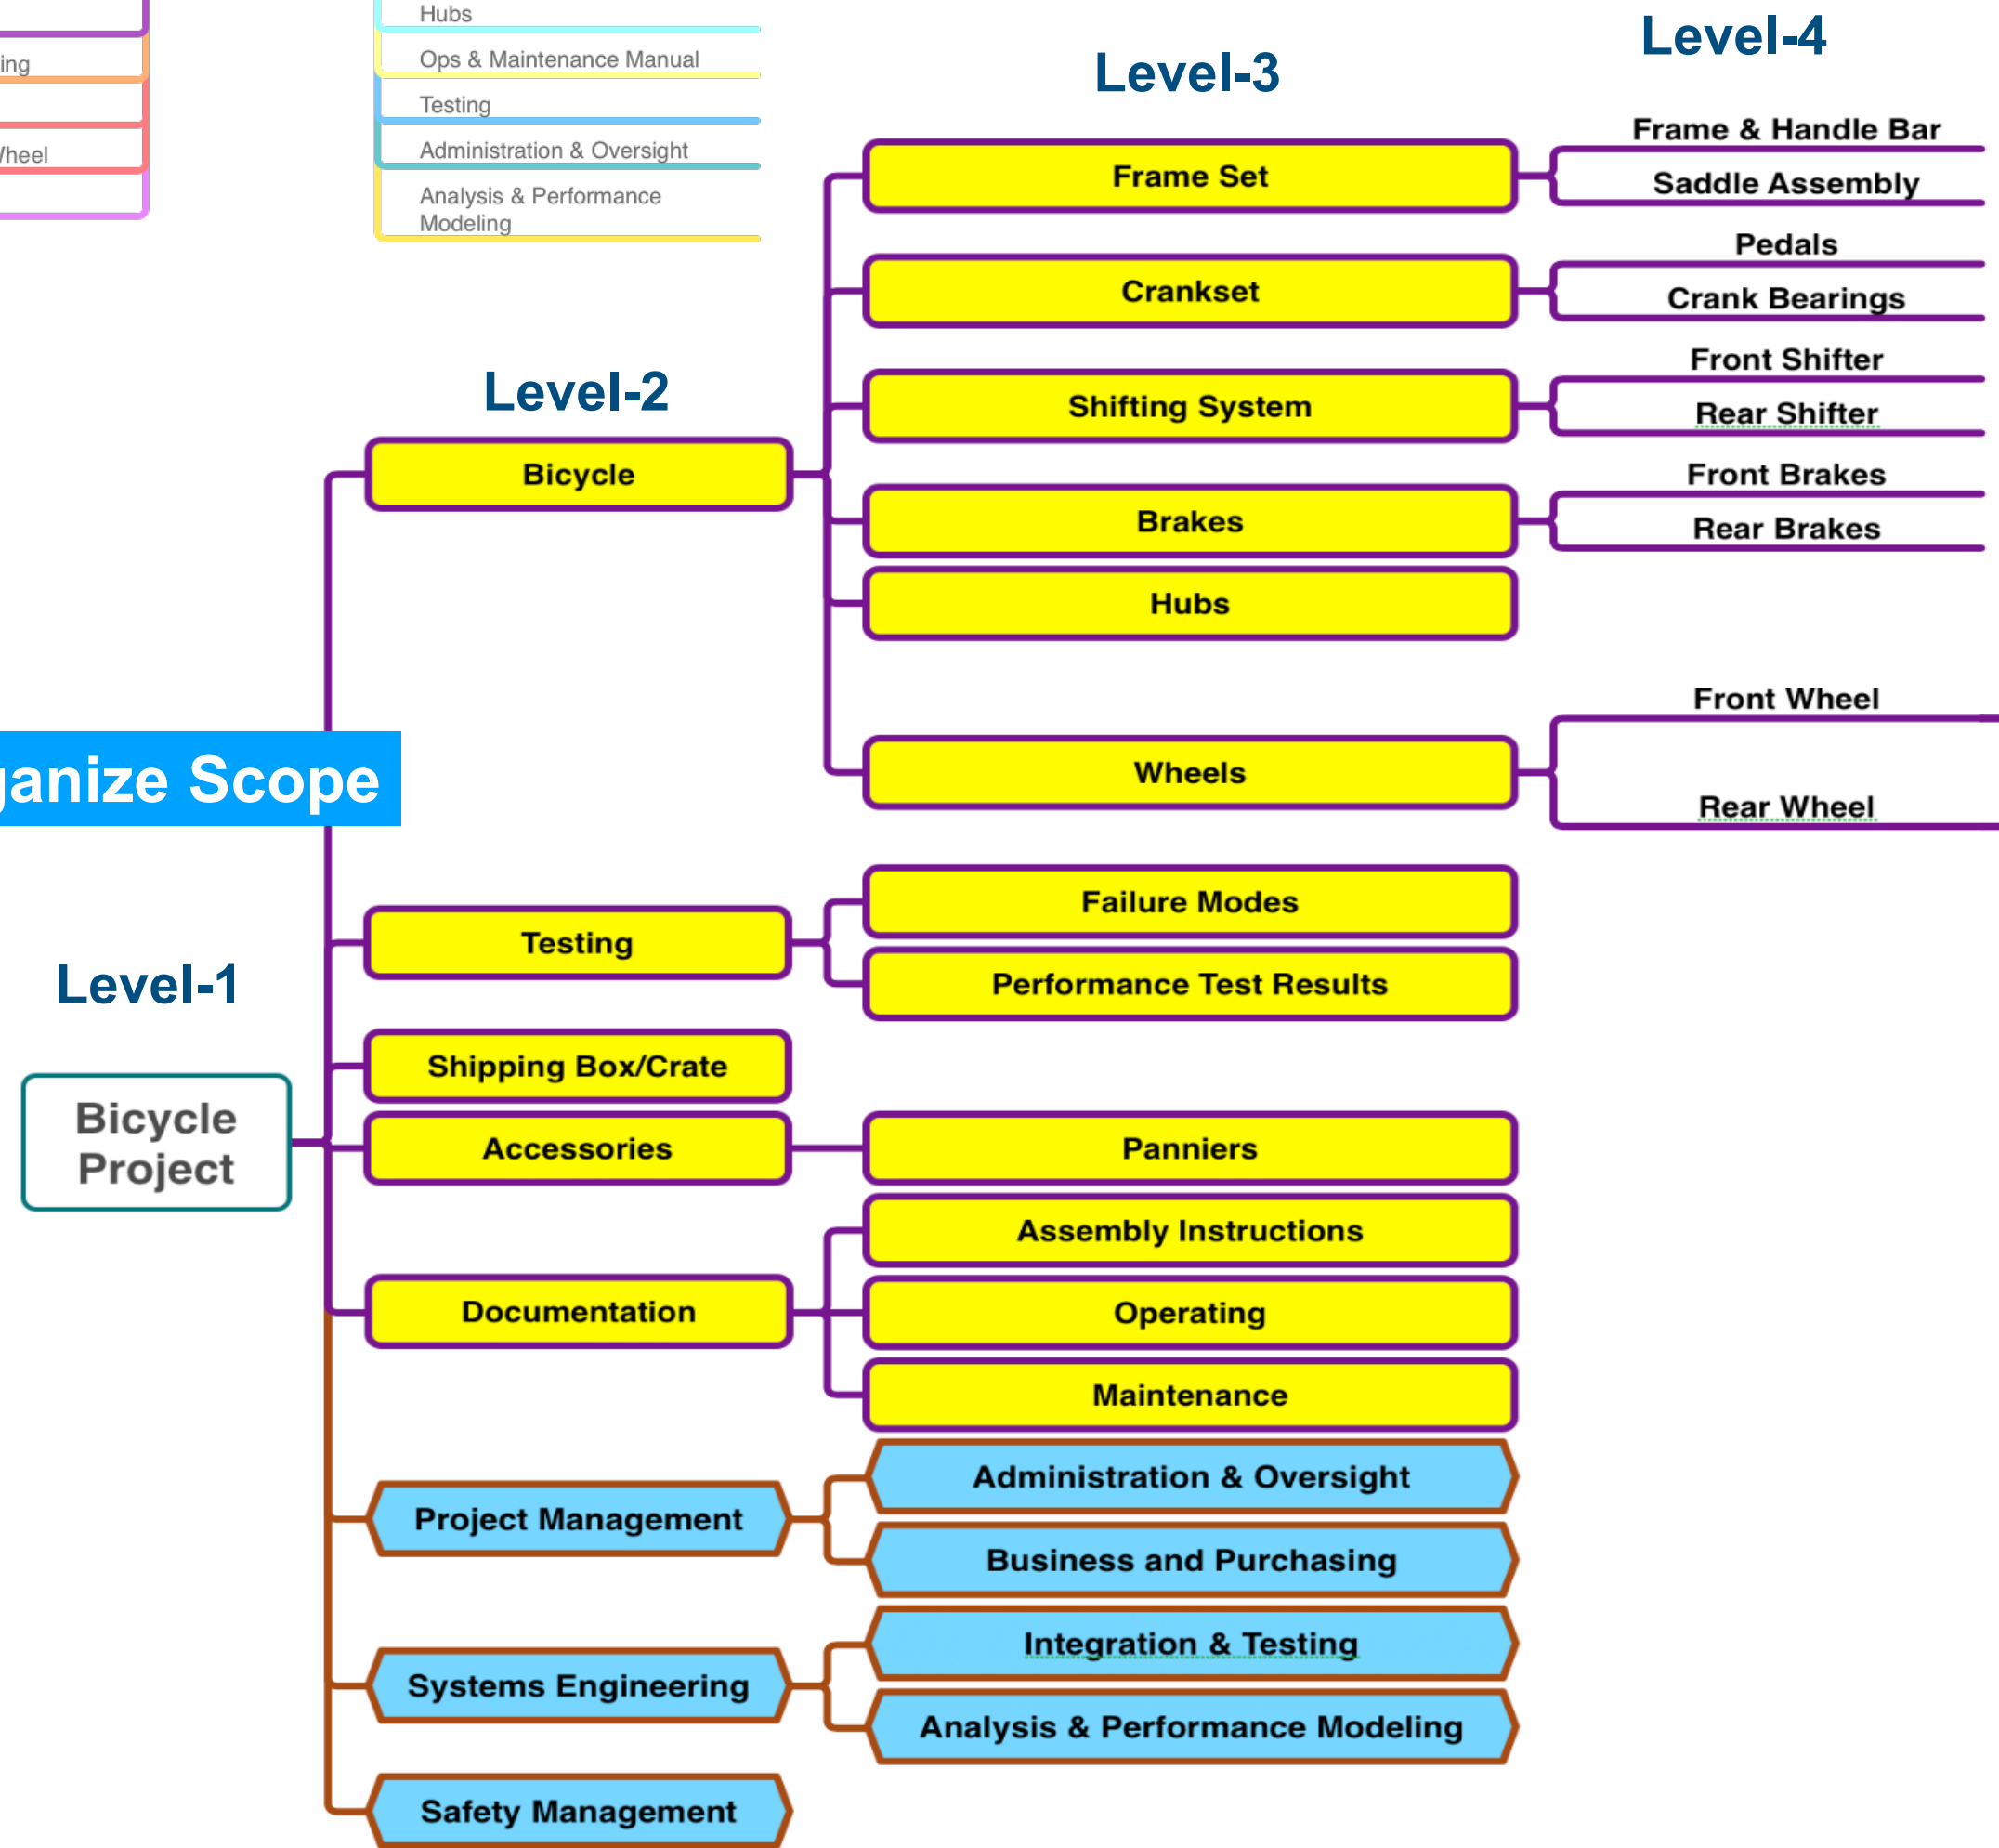 Hubs
Ops & Maintenance Manual
Testing
Administration & Oversight
Analysis & Performance
Modeling
Level-4
Level-3
Frame & Handle Bar
Frame Set
Saddle Assembly
Pedals
Crankset
Crank Bearings
Level-2
Front Shifter
Shifting System
Rear Shifter
Bicycle
Front Brakes
Brakes
Rear Brakes
Hubs
Front Wheel
Wheels
Rear Wheel
ganize Scope
Failure Modes
Testing
Performance Test Results
Level-1
Shipping Box/Crate
Bicycle
Project
Accessories
Panniers
Assembly Instructions
Documentation
Operating
Maintenance
Administration & Oversight
Project Management
Business and Purchasing
Integration & Testing
Systems Engineering
Analysis & Performance Modeling
Safety Management